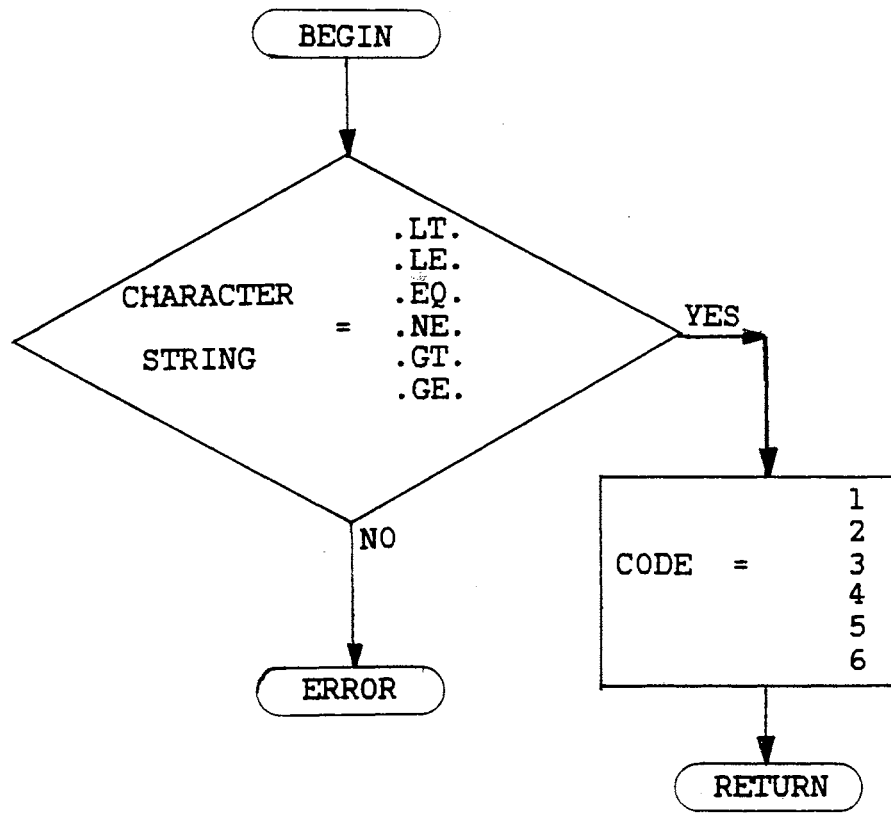 BEGIN
.LT.
.LE.
.EQ.
CHARACTER
= .NE.
STRING
.GT.
.GE.
YES
NO
1
2
CODE = 3
4
5
6
ERROR
RETURN